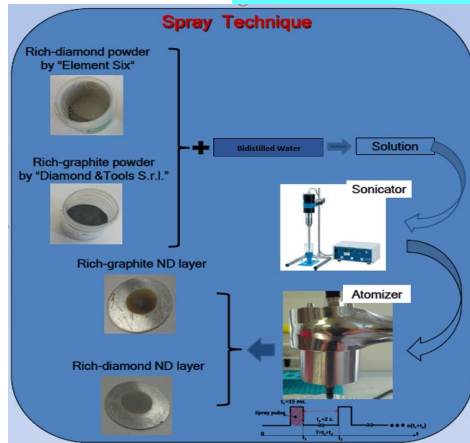 Spray Technique
Rich-diamond powder
by "Element Six"
Bidistilled Water
Solution
Rich-graphite powder
by "Diamond &Tools S.r.l."
Sonicator
Rich-graphite ND layer
Atomizer
Rich-diamond ND layer
Spray pulse